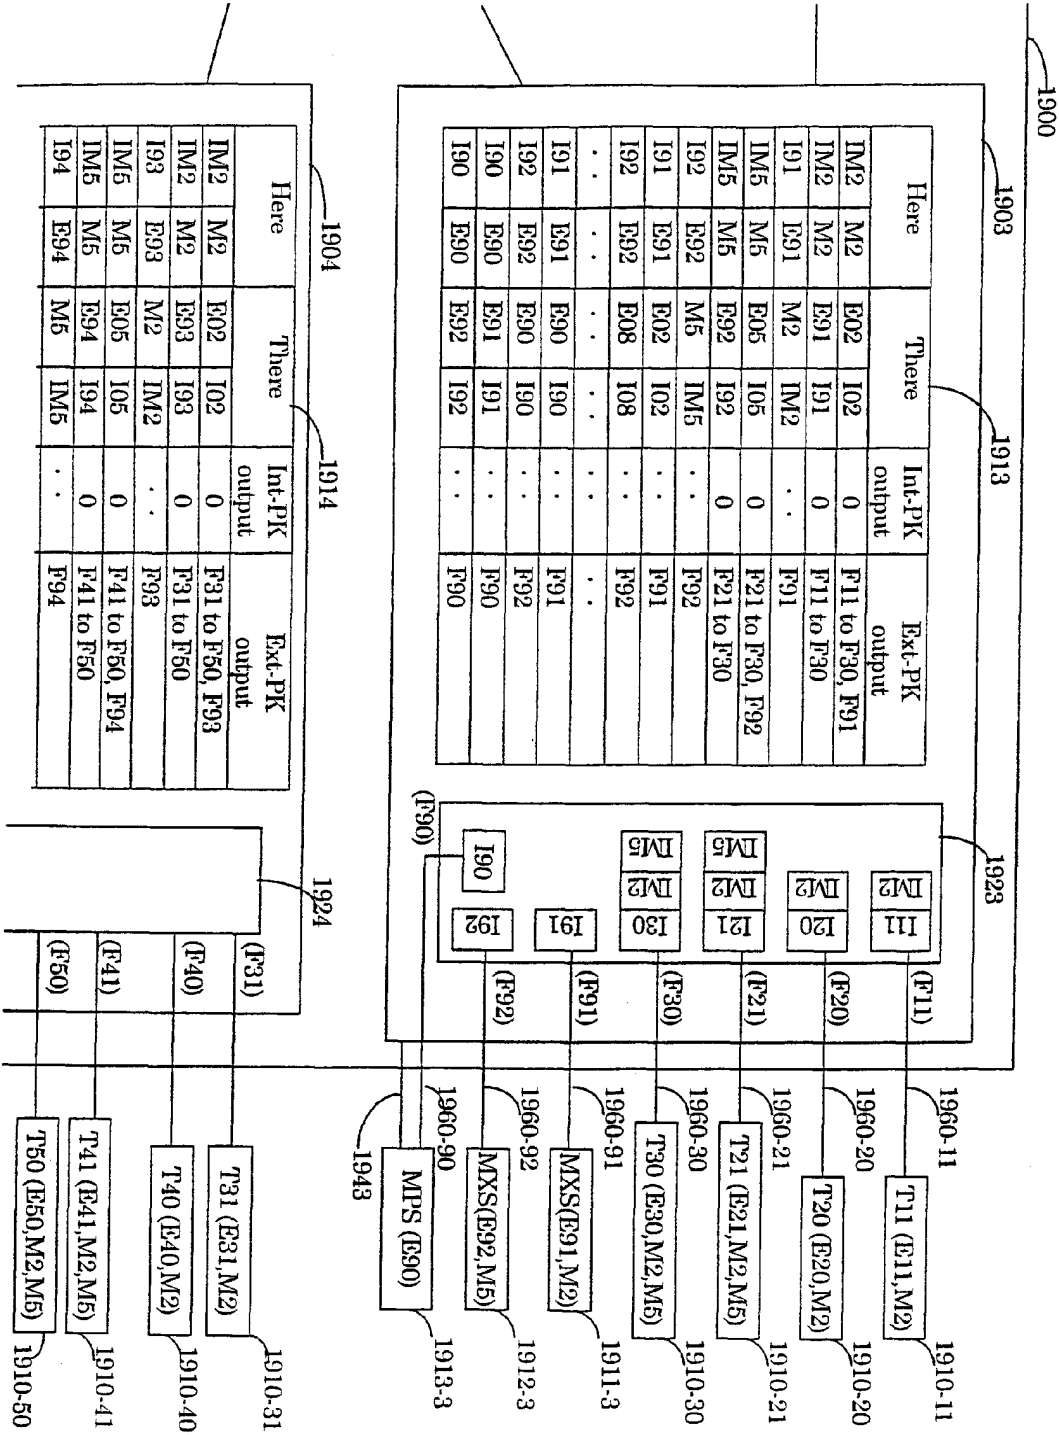 1900
1903
1913
Here There Int-PK output Ext-PK output
IM2 M2 E02 I02 0 F11 to F30, F91
IM2 M2 E91 I91 0 F11 to F30
I91 E91 M2 IM2 . . F91
IM5 M5 E05 I05 0 F21 to F30, F92
IM5 M5 E92 I92 0 F21 to F30
I92 E92 M5 IM5 . . F92
I91 E91 E02 I02 . . F91
I92 E92 E08 I08 . . F92
. . . . . . . . . .
I91 E91 E90 I90 . . F91
I92 E92 E90 I90 . . F92
I90 E90 E91 I91 . . F90
I90 E90 E92 I92 . . F90
1923
IM2 I11 (F11) 1960-11 T11 (E11,M2) 1910-11
IM2 I20 (F20) 1960-20 T20 (E20,M2) 1910-20
IM5 IM2 I21 (F21) 1960-21 T21 (E21,M2,M5) 1910-21
IM5 IM2 I30 (F30) 1960-30 T30 (E30,M2,M5) 1910-30
I91 (F91) 1960-91 MXS(E91,M2) 1911-3
I92 (F92) 1960-92 MXS(E92,M5) 1912-3
I90 (F90) 1960-90 MPS (E90) 1913-3
1943
1904
1914
Here There Int-PK output Ext-PK output
IM2 M2 E02 I02 0 F31 to F50, F93
IM2 M2 E93 I93 0 F31 to F50
I93 E93 M2 IM2 . . F93
IM5 M5 E05 I05 0 F41 to F50, F94
IM5 M5 E94 I94 0 F41 to F50
I94 E94 M5 IM5 . . F94
1924
(F31) T31 (E31,M2) 1910-31
(F40) T40 (E40,M2) 1910-40
(F41) T41 (E41,M2,M5) 1910-41
(F50) T50 (E50,M2,M5) 1910-50